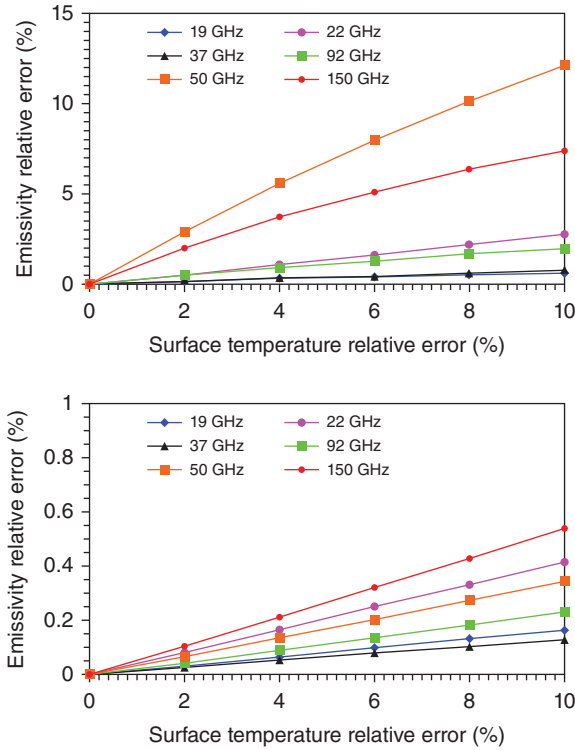 15
19 GHz 22 GHz
37 GHz 92 GHz
50 GHz 150 GHz
10
5
0
Emissivity relative error (%)
0 2 4 6 8 10
Surface temperature relative error (%)
1
19 GHz 22 GHz
37 GHz 92 GHz
50 GHz 150 GHz
0.8
0.6
0.4
0.2
0
Emissivity relative error (%)
0 2 4 6 8 10
Surface temperature relative error (%)